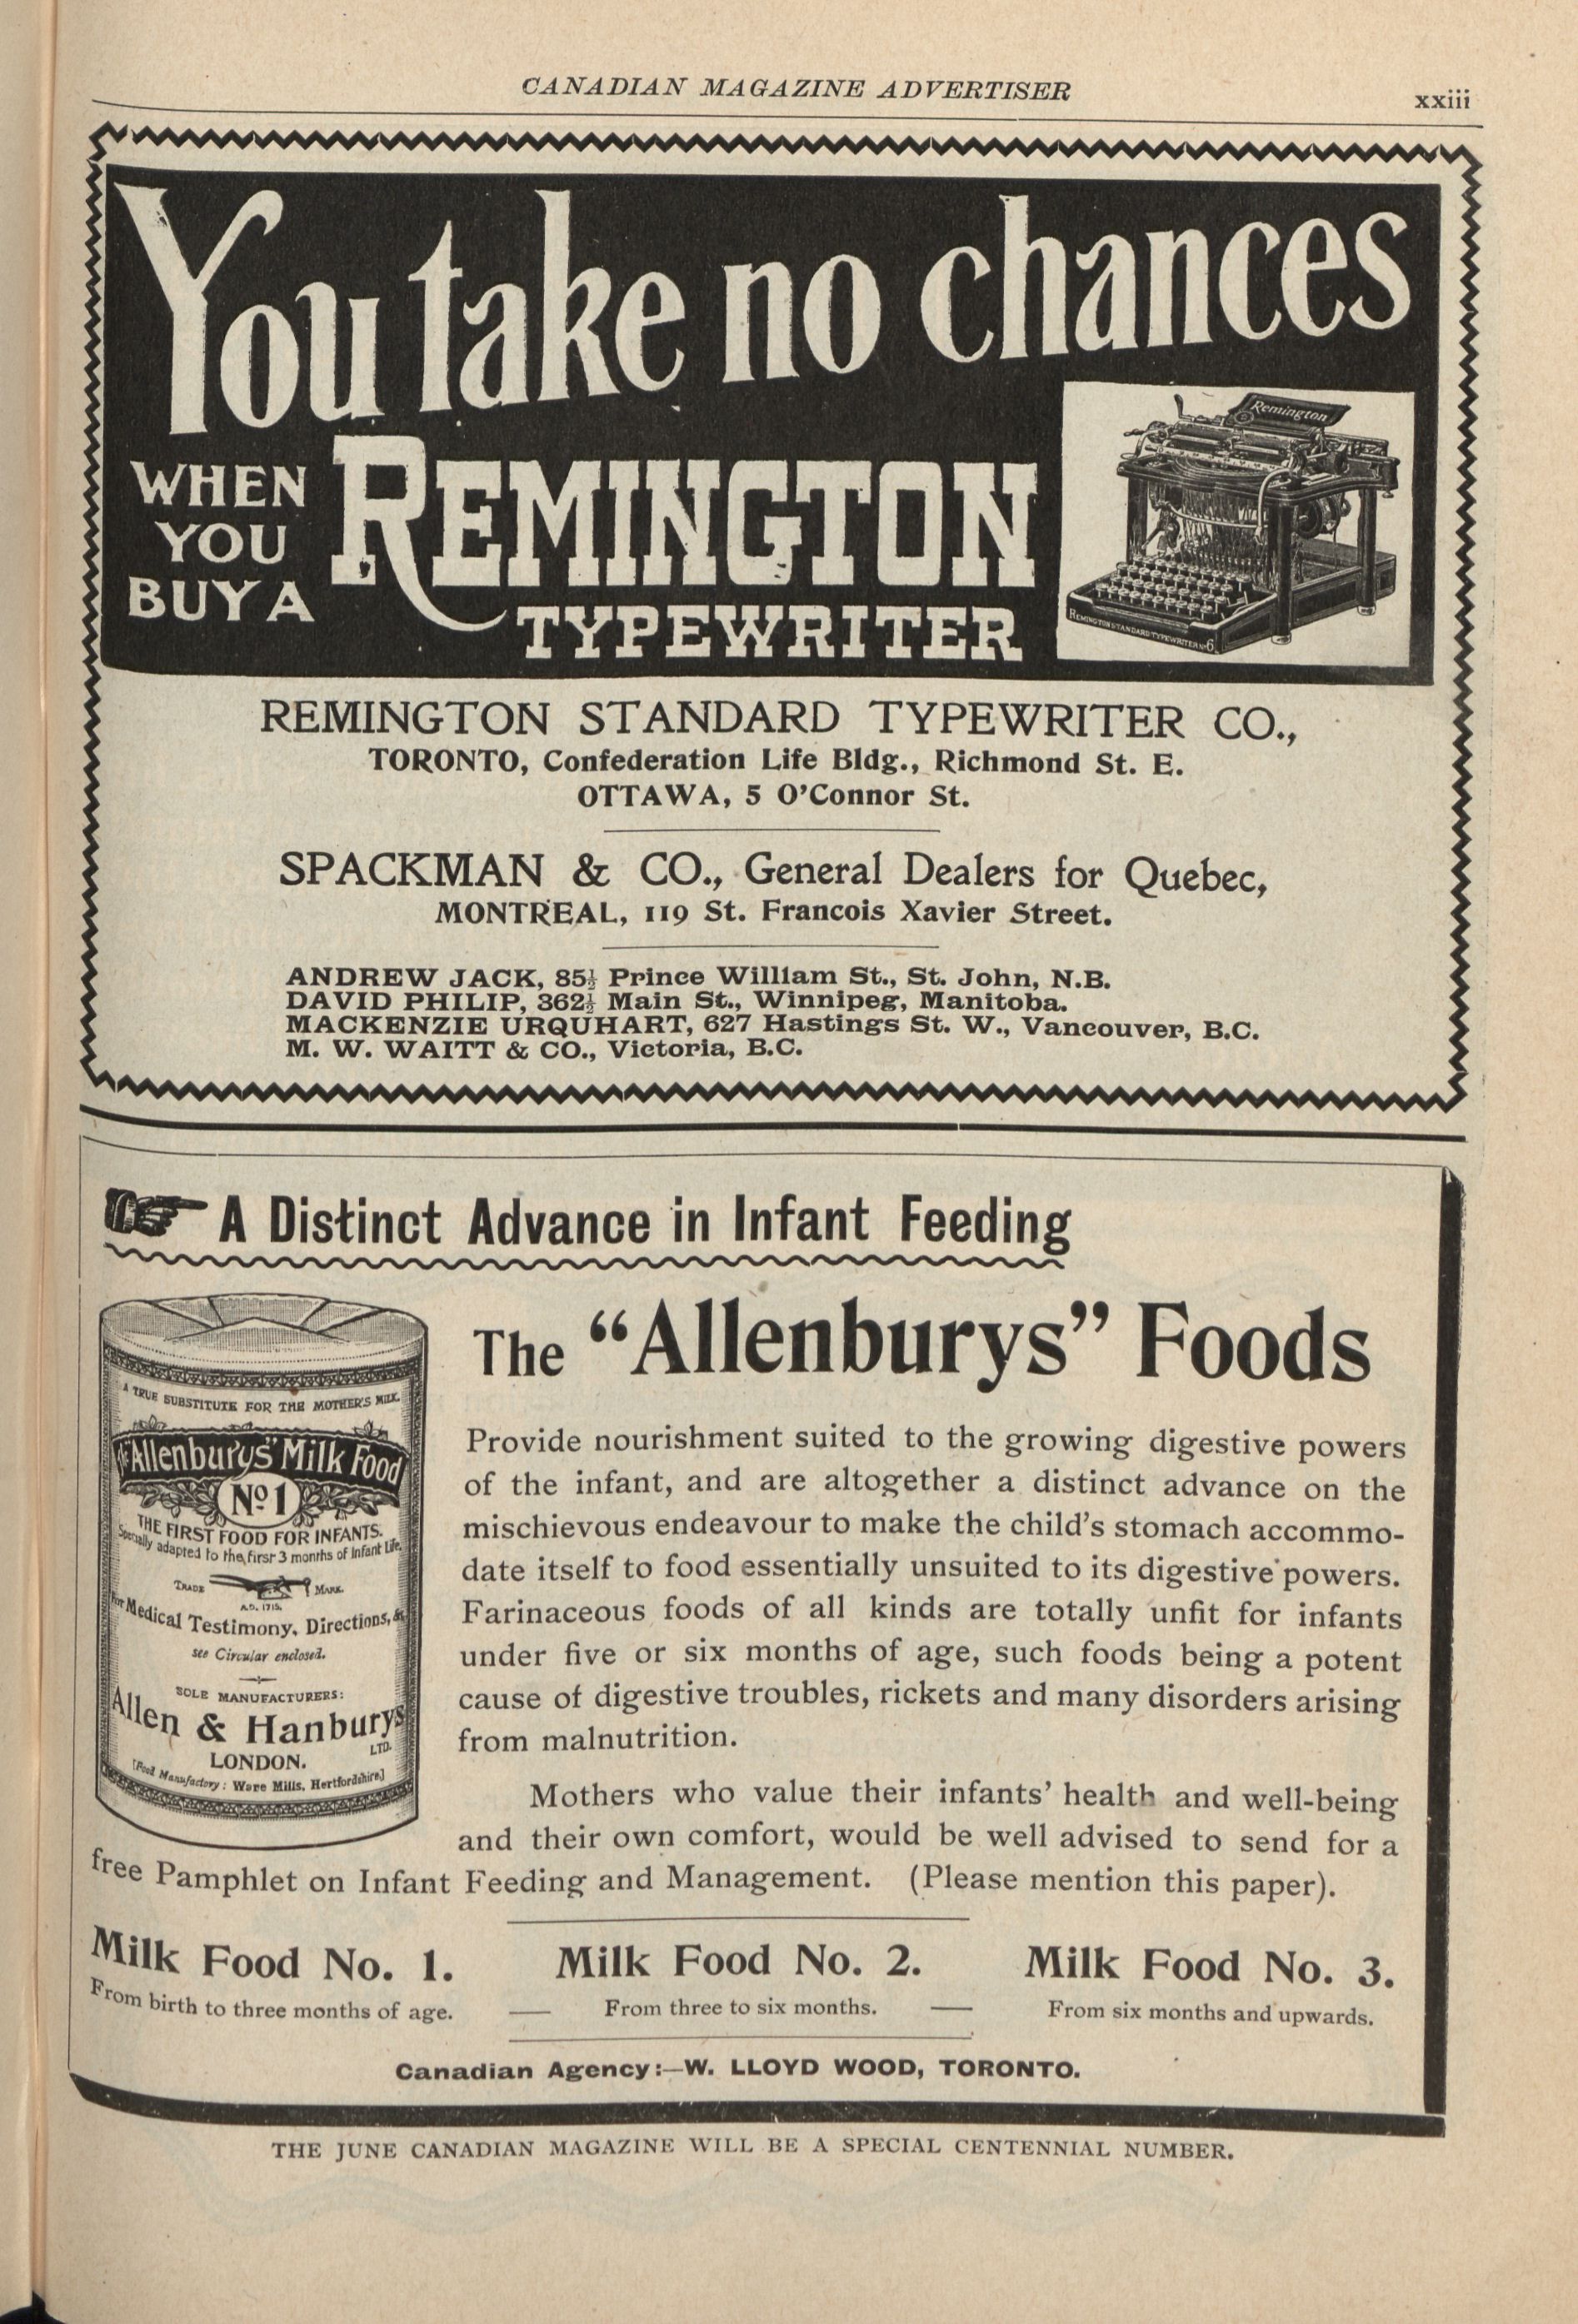 CANADIAN MAGAZINE ADVERTISER
xxiii
You take no chances
WHEN
YOU
BUY A
REMINGTON
TYPEWRITER
Remington
REMINGTON STANDARD TYPEWRITER No 6
REMINGTON STANDARD TYPEWRITER CO.,
TORONTO, Confederation Life Bldg., Richmond St. E.
OTTAWA, 5 O'Connor St.
SPACKMAN & CO., General Dealers for Quebec,
MONTREAL, 119 St. Francois Xavier Street.
ANDREW JACK, 85½ Prince William St., St. John, N.B.
DAVID PHILIP, 362½ Main St., Winnipeg, Manitoba.
MACKENZIE URQUHART, 627 Hastings St. W., Vancouver, B.C.
M. W. WAITT & CO., Victoria, B.C.
A Distinct Advance in Infant Feeding
The "Allenburys" Foods
A TRUE SUBSTITUTE FOR THE MOTHER'S MILK.
The "Allenburys" Milk Food
No 1
THE FIRST FOOD FOR INFANTS.
Specially adapted to the first 3 months of Infant Life.
TRADE MARK.
A.D. 1715.
For Medical Testimony, Directions, &c
see Circular enclosed.
SOLE MANUFACTURERS:
Allen & Hanburys
LTD.
LONDON.
[Food Manufactory: Ware Mills, Hertfordshire]
Provide nourishment suited to the growing digestive powers
of the infant, and are altogether a distinct advance on the
mischievous endeavour to make the child's stomach accommo-
date itself to food essentially unsuited to its digestive powers.
Farinaceous foods of all kinds are totally unfit for infants
under five or six months of age, such foods being a potent
cause of digestive troubles, rickets and many disorders arising
from malnutrition.
Mothers who value their infants' health and well-being
and their own comfort, would be well advised to send for a
free Pamphlet on Infant Feeding and Management. (Please mention this paper).
Milk Food No. 1. Milk Food No. 2. Milk Food No. 3.
From birth to three months of age. — From three to six months. — From six months and upwards.
Canadian Agency:—W. LLOYD WOOD, TORONTO.
THE JUNE CANADIAN MAGAZINE WILL BE A SPECIAL CENTENNIAL NUMBER.